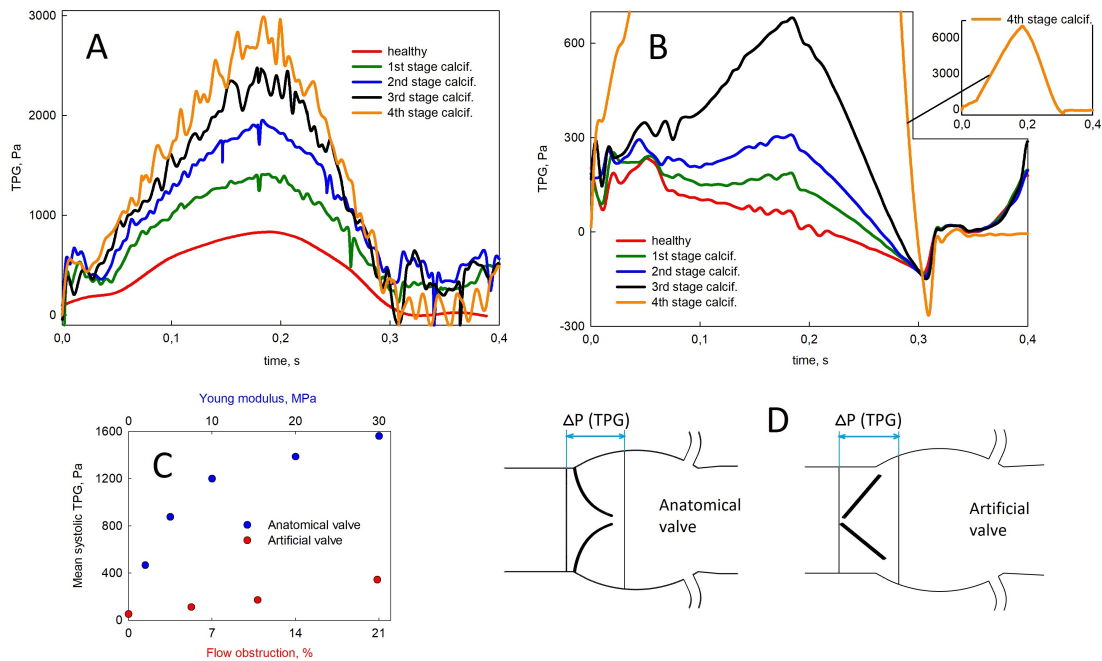 A
TPG, Pa
3000
2000
1000
0
healthy
1st stage calcif.
2nd stage calcif.
3rd stage calcif.
4th stage calcif.
0,0 0,1 0,2 0,3 0,4
time, s
B
TPG, Pa
600
300
0
-300
healthy
1st stage calcif.
2nd stage calcif.
3rd stage calcif.
4th stage calcif.
0,0 0,1 0,2 0,3 0,4
time, s
4th stage calcif.
6000
3000
0
0,0 0,2 0,4
Young modulus, MPa
0 10 20 30
C
Mean systolic TPG, Pa
1600
1200
800
400
0
Anatomical valve
Artificial valve
0 7 14 21
Flow obstruction, %
D
ΔP (TPG)
Anatomical
valve
ΔP (TPG)
Artificial
valve